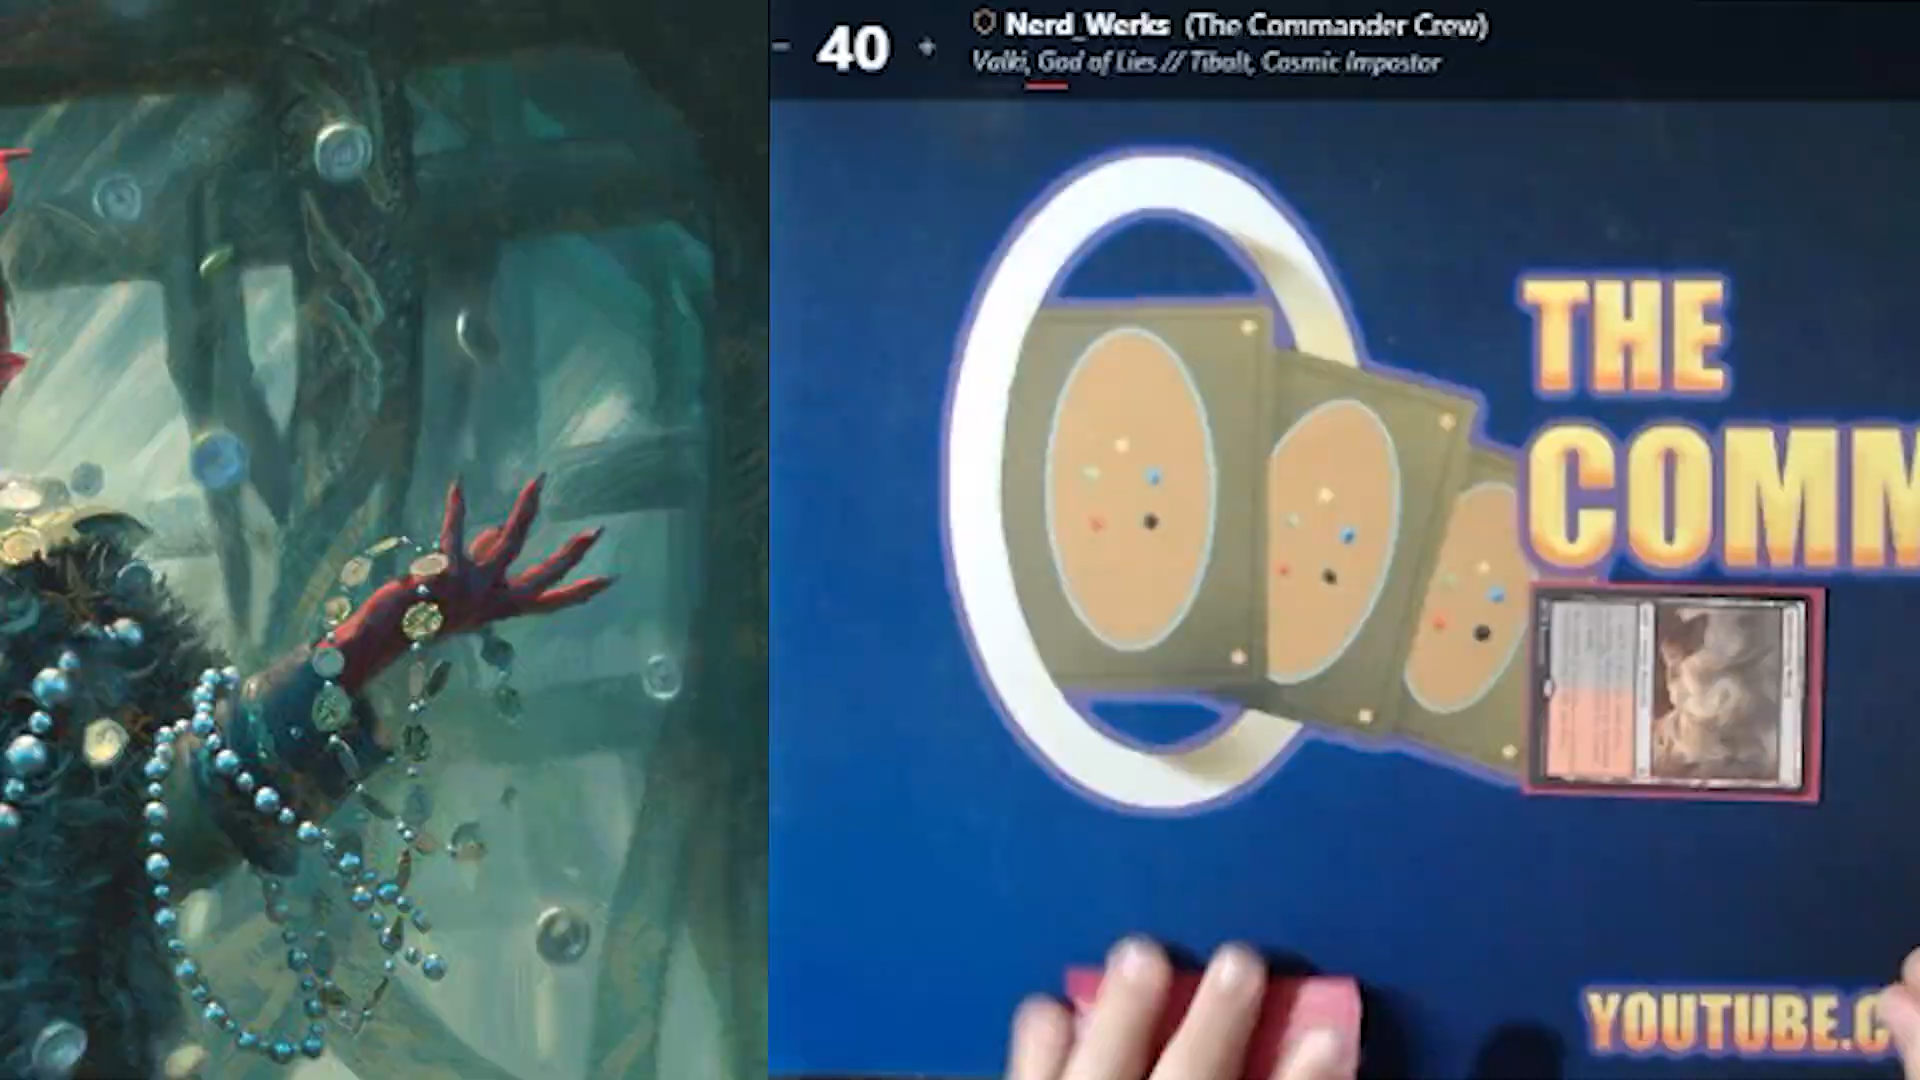 40 +
Nerd_Werks (The Commander Crew)
Valki, God of Lies // Tibalt, Cosmic Impostor
THE
COMM
YOUTUBE.C